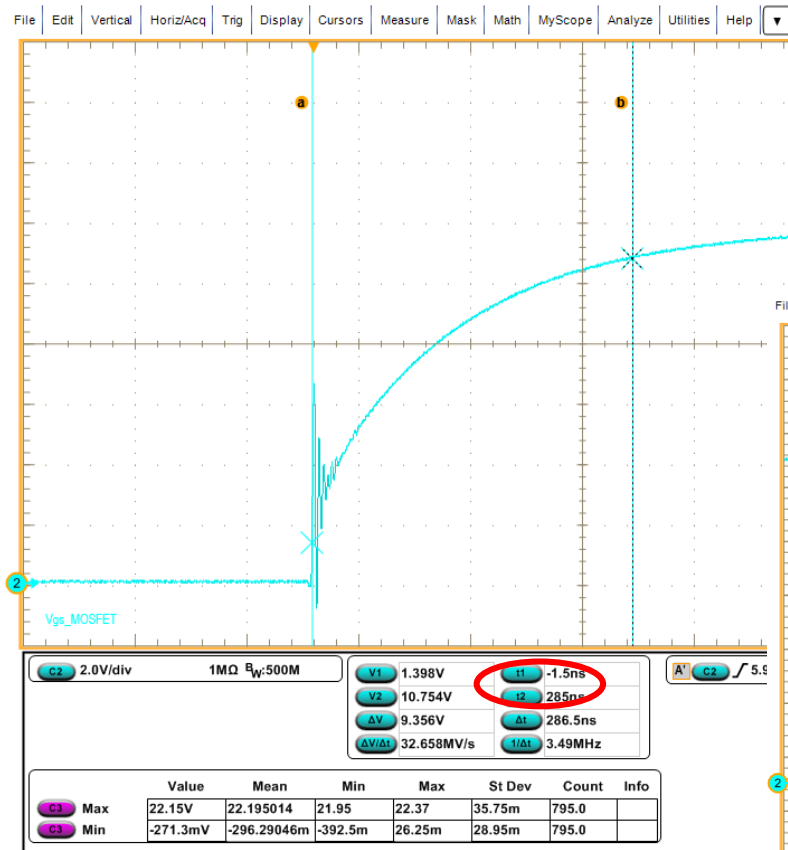 File Edit Vertical Horiz/Acq Trig Display Cursors Measure Mask Math MyScope Analyze Utilities Help ▼
a b
Fil
2
Vgs_MOSFET
C2 2.0V/div 1MΩ BW:500M
V1 1.398V t1 -1.5ns
V2 10.754V t2 285ns
ΔV 9.356V Δt 286.5ns
ΔV/Δt 32.658MV/s 1/Δt 3.49MHz
A' C2 5.9
2
Value Mean Min Max St Dev Count Info
C3 Max 22.15V 22.195014 21.95 22.37 35.75m 795.0
C3 Min -271.3mV -296.29046m -392.5m 26.25m 28.95m 795.0